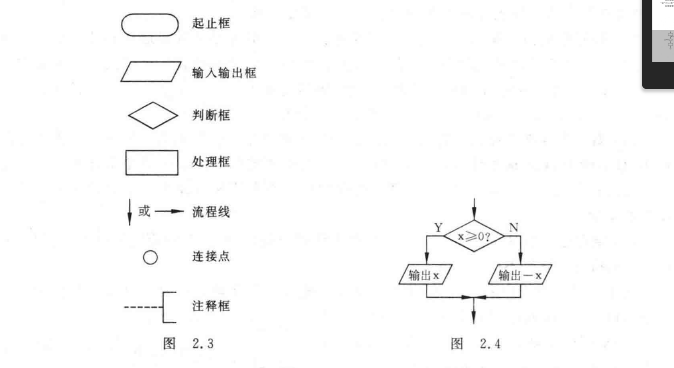 起止框
输入输出框
判断框
处理框
或 流程线
连接点
注释框
图 2.3
Y N
x≥0?
输出x 输出-x
图 2.4